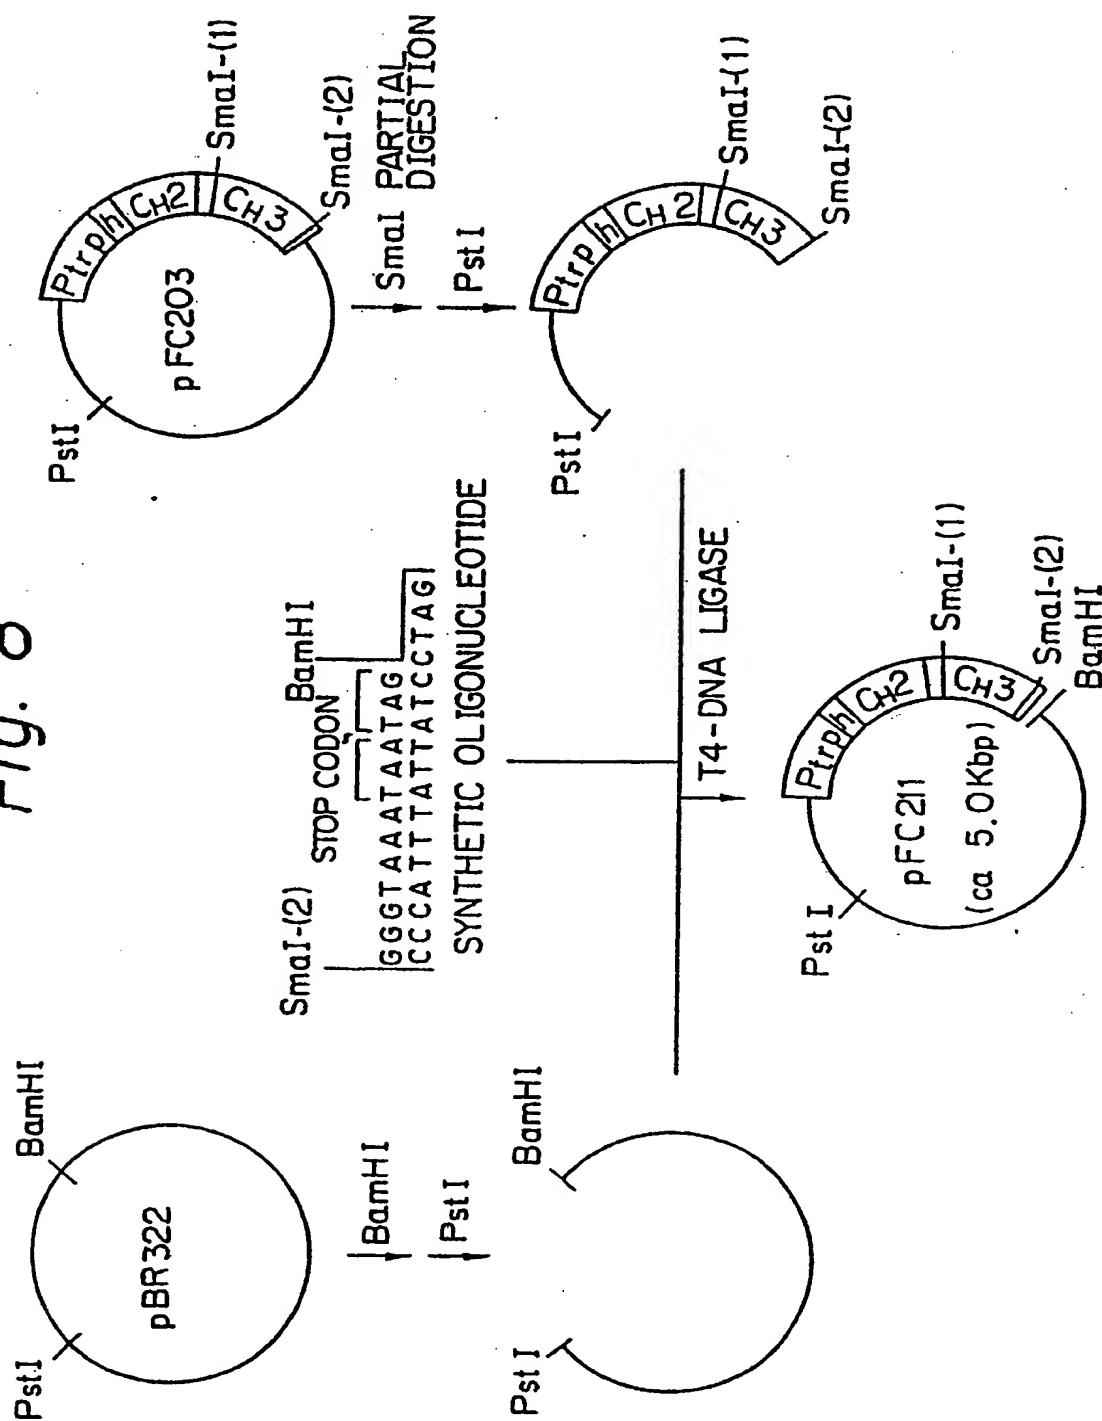 Fig. 8
PstI
BamHI
pBR322
BamHI
PstI
PstI
BamHI
SmaI-(2)
BamHI
STOP CODON
GGGTAAATAATAG
CCCATTTATTATCCTAG
SYNTHETIC OLIGONUCLEOTIDE
PstI
Ptrp h CH2 CH3
SmaI-(1)
SmaI-(2)
pFC203
SmaI PARTIAL
DIGESTION
PstI
PstI
Ptrp h CH2 CH3
SmaI-(1)
SmaI-(2)
T4-DNA LIGASE
PstI
Ptrp h CH2 CH3
SmaI-(1)
SmaI-(2)
BamHI
pFC211
(ca 5.0Kbp)